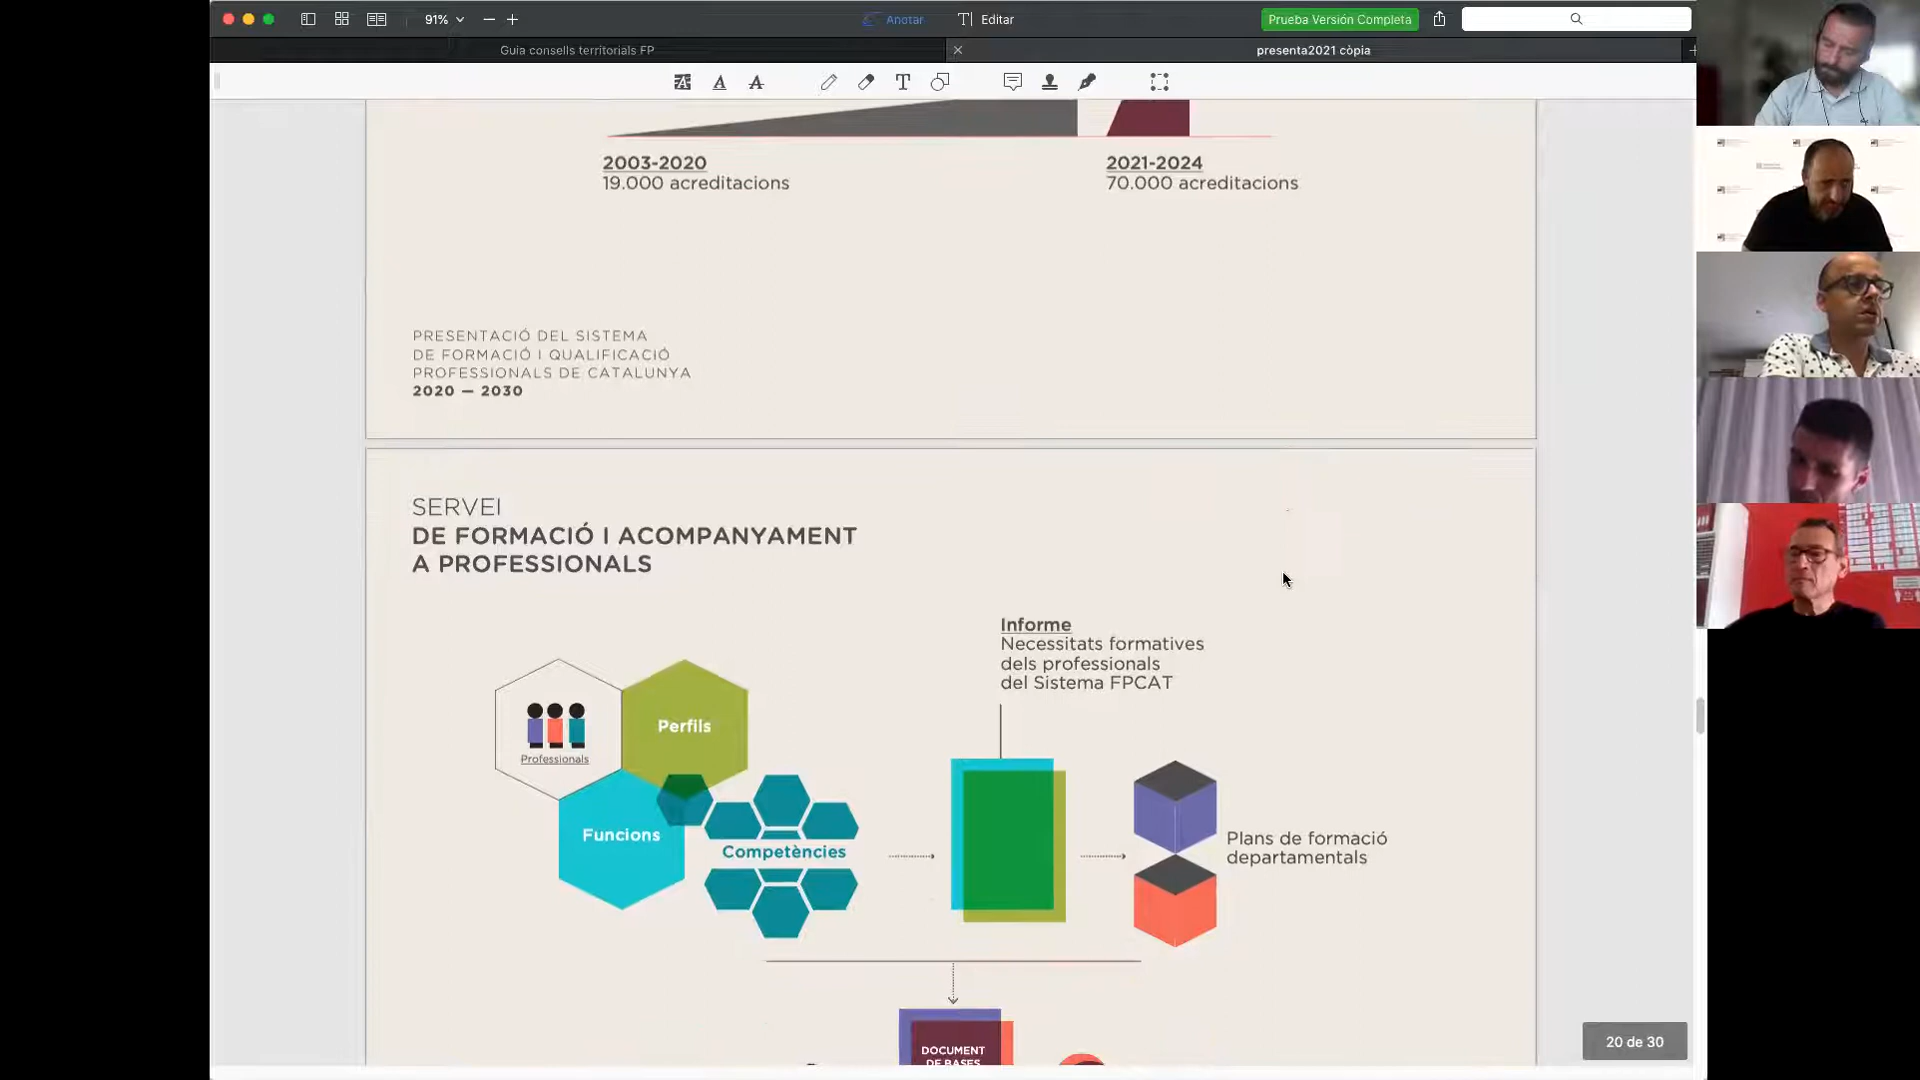 91%
Anotar
Editar
Prueba Versión Completa
Guia consells territorials FP
presenta2021 còpia
2003-2020
19.000 acreditacions
2021-2024
70.000 acreditacions
PRESENTACIÓ DEL SISTEMA
DE FORMACIÓ I QUALIFICACIÓ
PROFESSIONALS DE CATALUNYA
2020 — 2030
SERVEI
DE FORMACIÓ I ACOMPANYAMENT
A PROFESSIONALS
Informe
Necessitats formatives
dels professionals
del Sistema FPCAT
Professionals
Perfils
Funcions
Competències
Plans de formació
departamentals
DOCUMENT
DE BASES
20 de 30